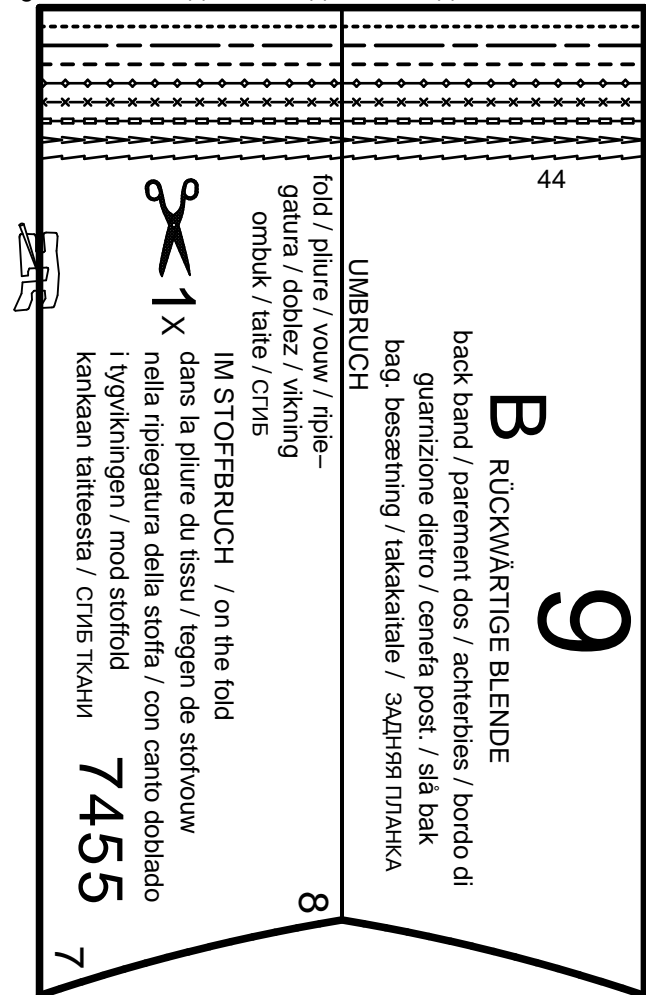 44
9
B RÜCKWÄRTIGE BLENDE
back band / parement dos / achterbies / bordo di
guarnizione dietro / cenefa post. / slå bak
bag. besætning / takakaitale / ЗАДНЯЯ ПЛАНКА
UMBRUCH
fold / pliure / vouw / ripie–
gatura / doblez / vikning
ombuk / taite / СГИБ
8
1x
IM STOFFBRUCH / on the fold
dans la pliure du tissu / tegen de stofvouw
nella ripiegatura della stoffa / con canto doblado
i tygvikningen / mod stoffold
kankaan taitteesta / СГИБ ТКАНИ
7455
7